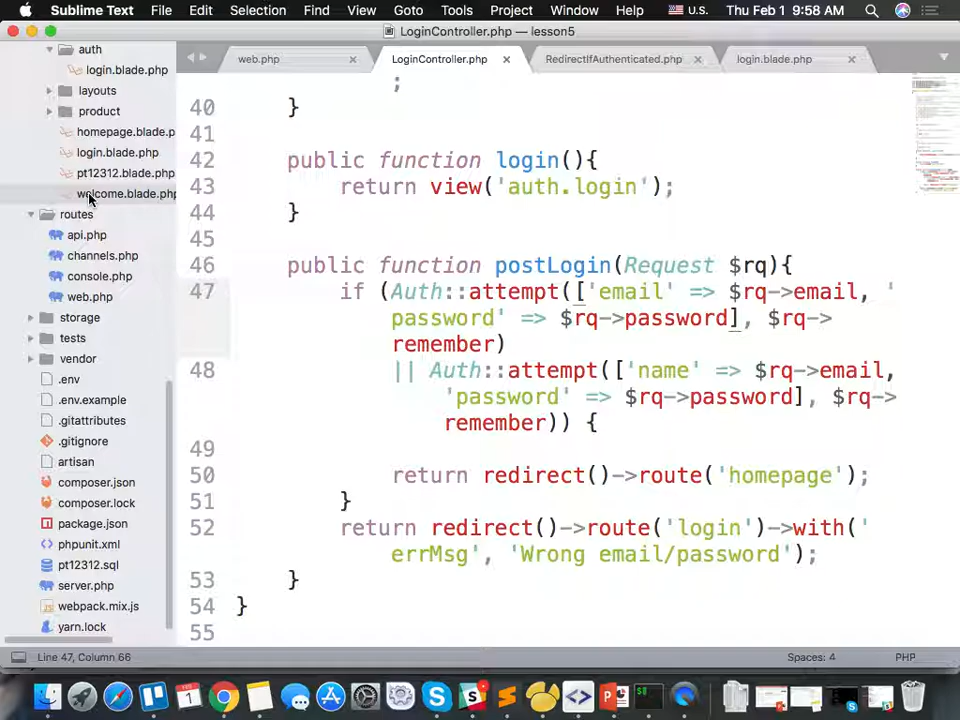 Sublime Text File Edit Selection Find View Goto Tools Project Window Help U.S. Thu Feb 1 9:58 AM
LoginController.php — lesson5
auth
login.blade.php
layouts
product
homepage.blade.p
login.blade.php
pt12312.blade.php
welcome.blade.php
routes
api.php
channels.php
console.php
web.php
storage
tests
vendor
.env
.env.example
.gitattributes
.gitignore
artisan
composer.json
composer.lock
package.json
phpunit.xml
pt12312.sql
server.php
webpack.mix.js
yarn.lock
web.php LoginController.php RedirectIfAuthenticated.php login.blade.php
;
40 }
41
42 public function login(){
43 return view('auth.login');
44 }
45
46 public function postLogin(Request $rq){
47 if (Auth::attempt(['email' => $rq->email, '
password' => $rq->password], $rq->
remember)
48 || Auth::attempt(['name' => $rq->email,
'password' => $rq->password], $rq->
remember)) {
49
50 return redirect()->route('homepage');
51 }
52 return redirect()->route('login')->with('
errMsg', 'Wrong email/password');
53 }
54 }
55
Line 47, Column 66 Spaces: 4 PHP